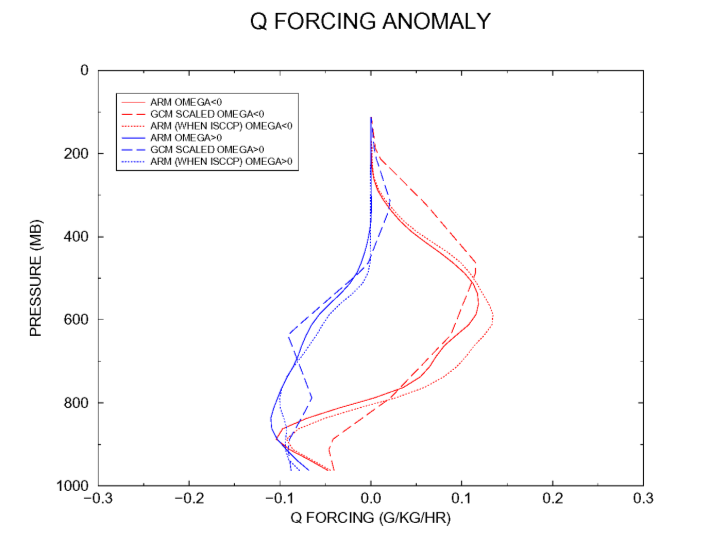 Q FORCING ANOMALY
0
ARM OMEGA<0
GCM SCALED OMEGA<0
ARM (WHEN ISCCP) OMEGA<0
ARM OMEGA>0
GCM SCALED OMEGA>0
ARM (WHEN ISCCP) OMEGA>0
200
400
PRESSURE (MB)
600
800
1000
−0.3 −0.2 −0.1 0.0 0.1 0.2 0.3
Q FORCING (G/KG/HR)